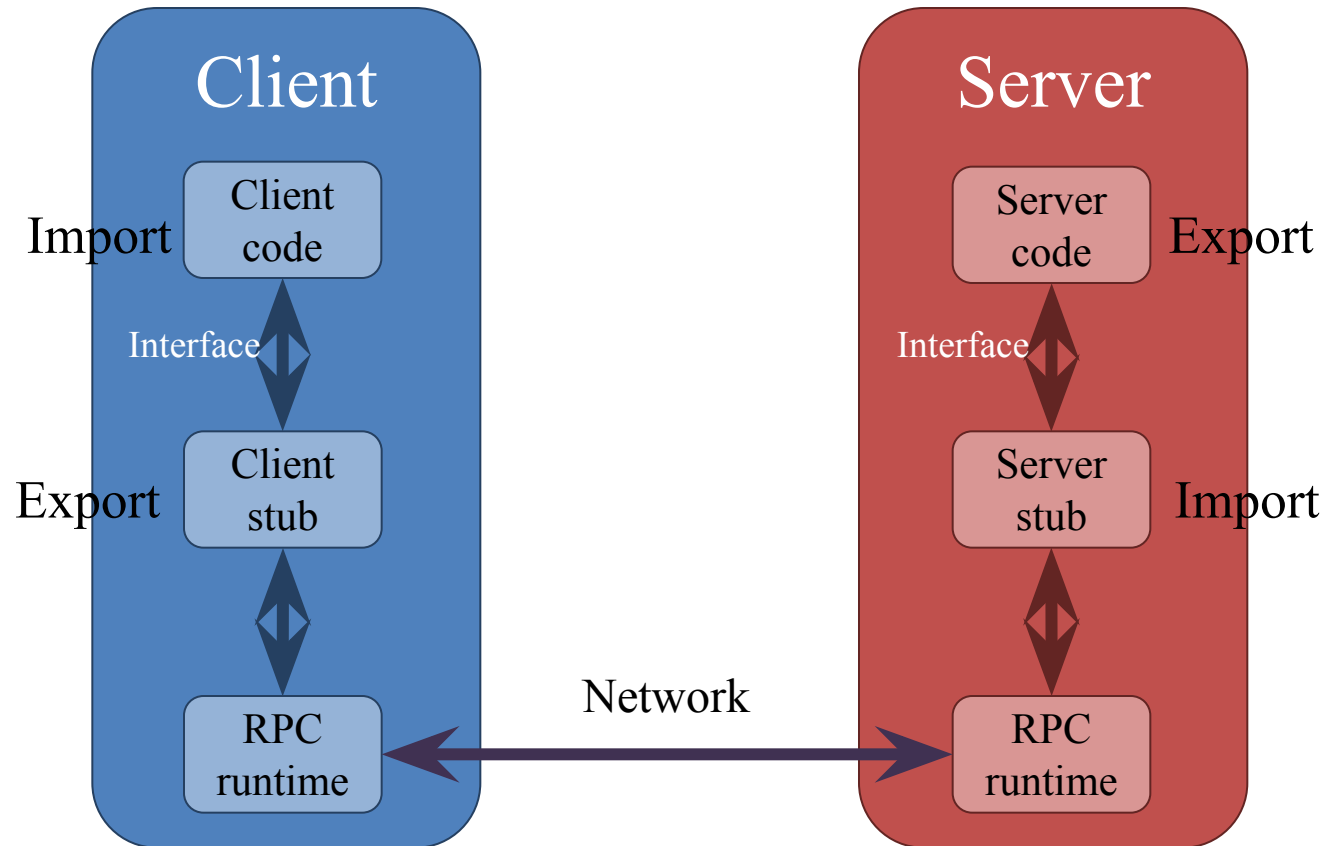 Client
Server
Client
code
Server
code
Import
Export
Interface
Interface
Client
stub
Server
stub
Export
Import
Network
RPC
runtime
RPC
runtime